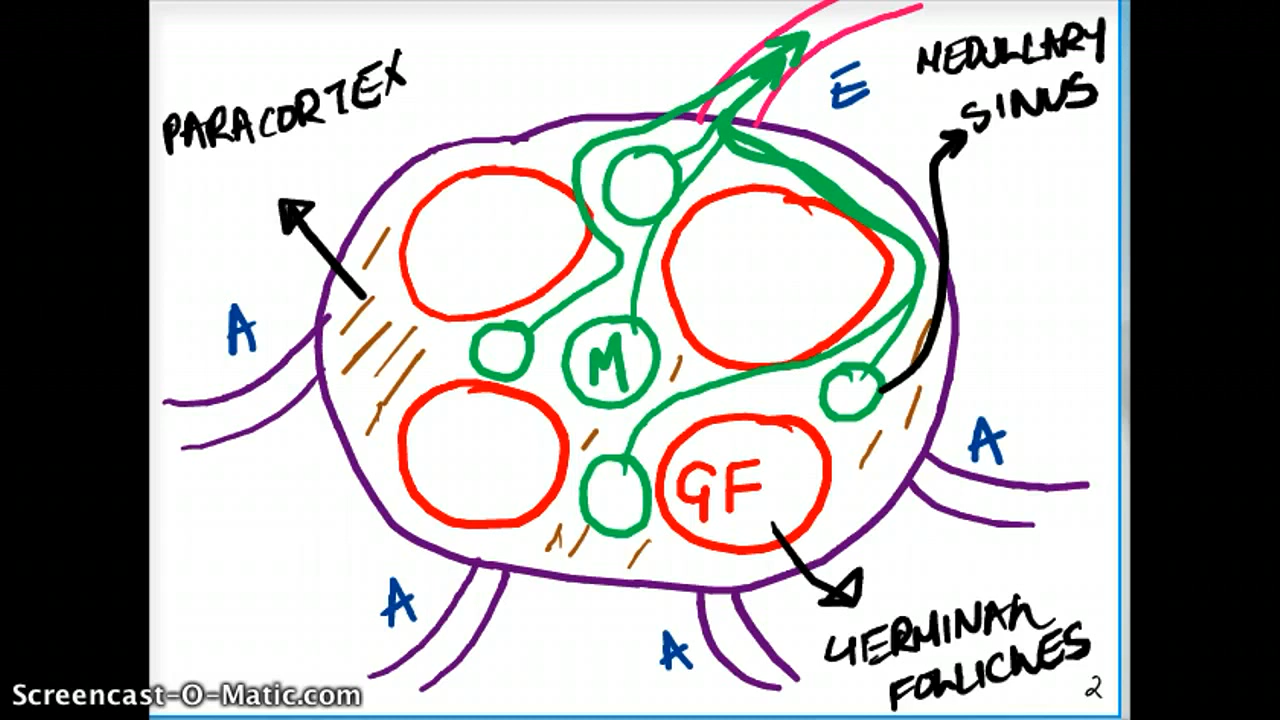 PARACORTEX
E
MEDULLARY
SINUS
A
M
A
GF
A
A
GERMINAL
FOLLICLES
2
Screencast-O-Matic.com